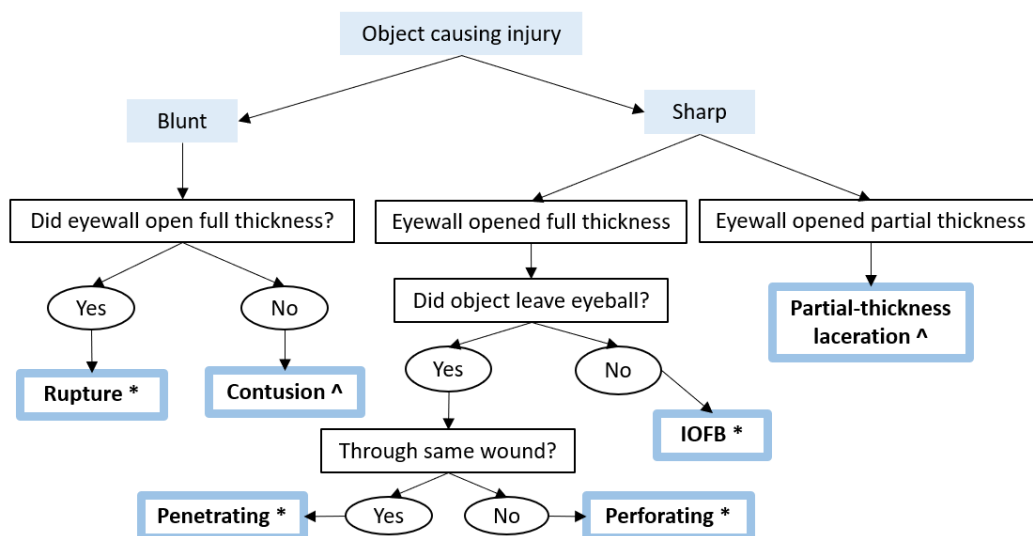 Object causing injury
Blunt
Sharp
Did eyewall open full thickness?
Eyewall opened full thickness
Eyewall opened partial thickness
Yes
No
Did object leave eyeball?
Partial-thickness
laceration ^
Rupture *
Contusion ^
Yes
No
IOFB *
Through same wound?
Penetrating *
Yes
No
Perforating *